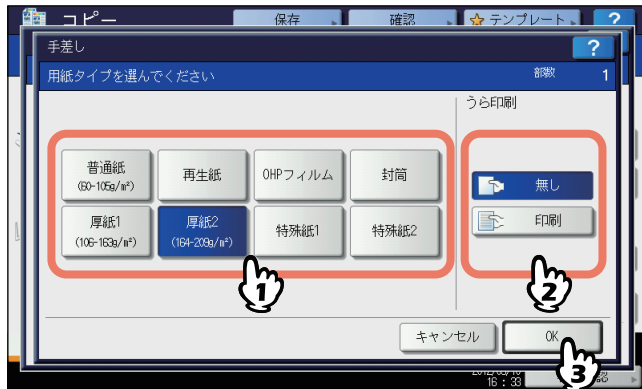 コピー 保存 確認 テンプレート ?
手差し ?
用紙タイプを選んでください 部数 1
うら印刷
普通紙 再生紙 OHPフィルム 封筒 無し
(60-105g/m²)
厚紙1 厚紙2 特殊紙1 特殊紙2 印刷
(106-163g/m²) (164-209g/m²)
1 2
キャンセル OK
3
16:33